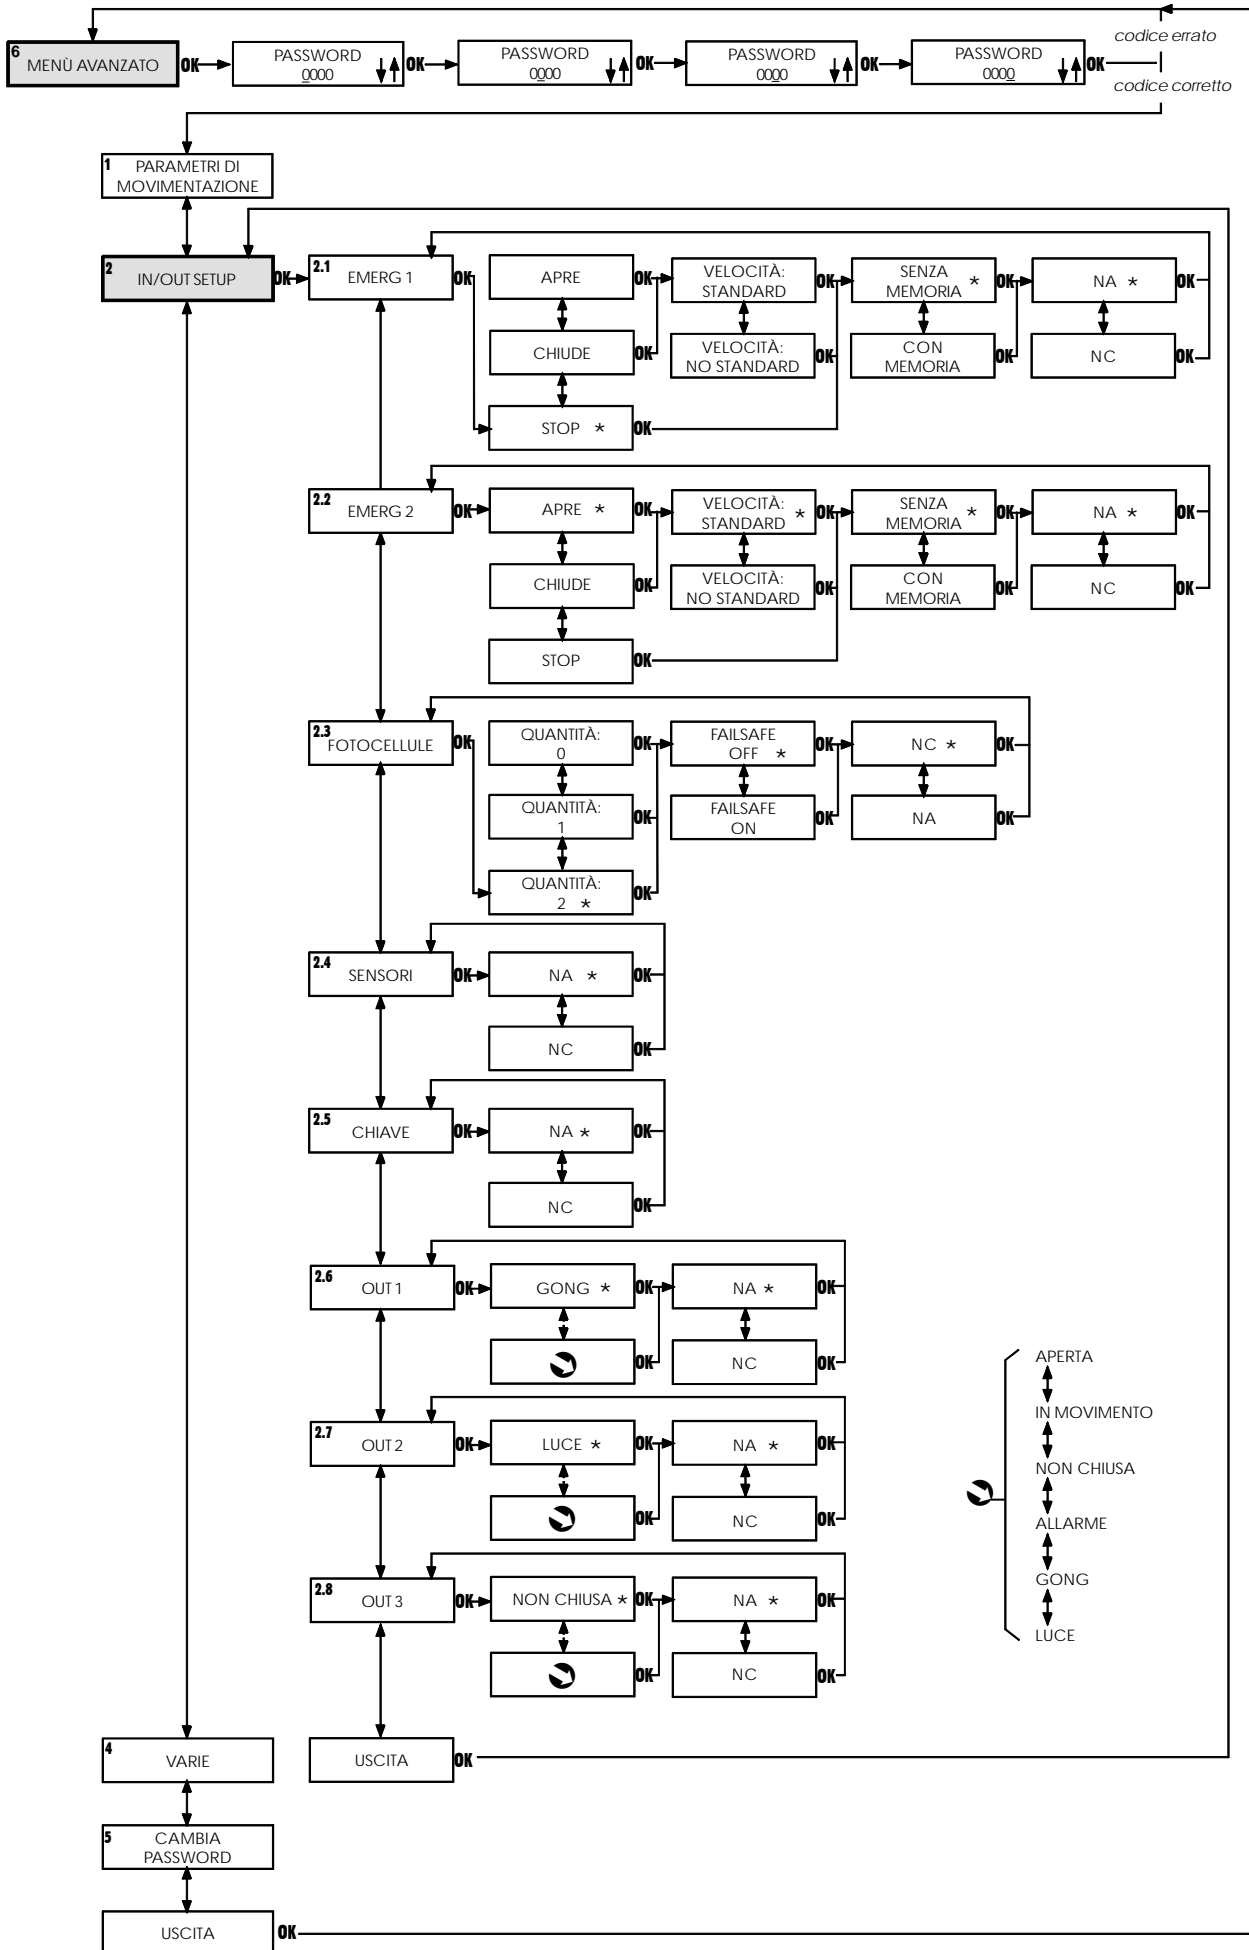 codice errato
6
MENÙ AVANZATO
OK
PASSWORD
0000
OK
PASSWORD
0000
OK
PASSWORD
0000
OK
PASSWORD
0000
OK
codice corretto
1
PARAMETRI DI
MOVIMENTAZIONE
2
IN/OUT SETUP
OK
2.1
EMERG 1
OK
APRE
OK
VELOCITÀ:
STANDARD
OK
SENZA
MEMORIA *
OK
NA *
OK
CHIUDE
OK
VELOCITÀ:
NO STANDARD
OK
CON
MEMORIA
OK
NC
OK
STOP *
OK
2.2
EMERG 2
OK
APRE *
OK
VELOCITÀ:
STANDARD *
OK
SENZA
MEMORIA *
OK
NA *
OK
CHIUDE
OK
VELOCITÀ:
NO STANDARD
OK
CON
MEMORIA
OK
NC
OK
STOP
OK
2.3
FOTOCELLULE
OK
QUANTITÀ:
0
OK
FAILSAFE
OFF *
OK
NC *
OK
QUANTITÀ:
1
OK
FAILSAFE
ON
OK
NA
OK
QUANTITÀ:
2 *
OK
2.4
SENSORI
OK
NA *
OK
NC
OK
2.5
CHIAVE
OK
NA *
OK
NC
OK
2.6
OUT 1
OK
GONG *
OK
NA *
OK
OK
NC
OK
2.7
OUT 2
OK
LUCE *
OK
NA *
OK
OK
NC
OK
2.8
OUT 3
OK
NON CHIUSA *
OK
NA *
OK
OK
NC
OK
APERTA
IN MOVIMENTO
NON CHIUSA
ALLARME
GONG
LUCE
4
VARIE
USCITA
OK
5
CAMBIA
PASSWORD
USCITA
OK